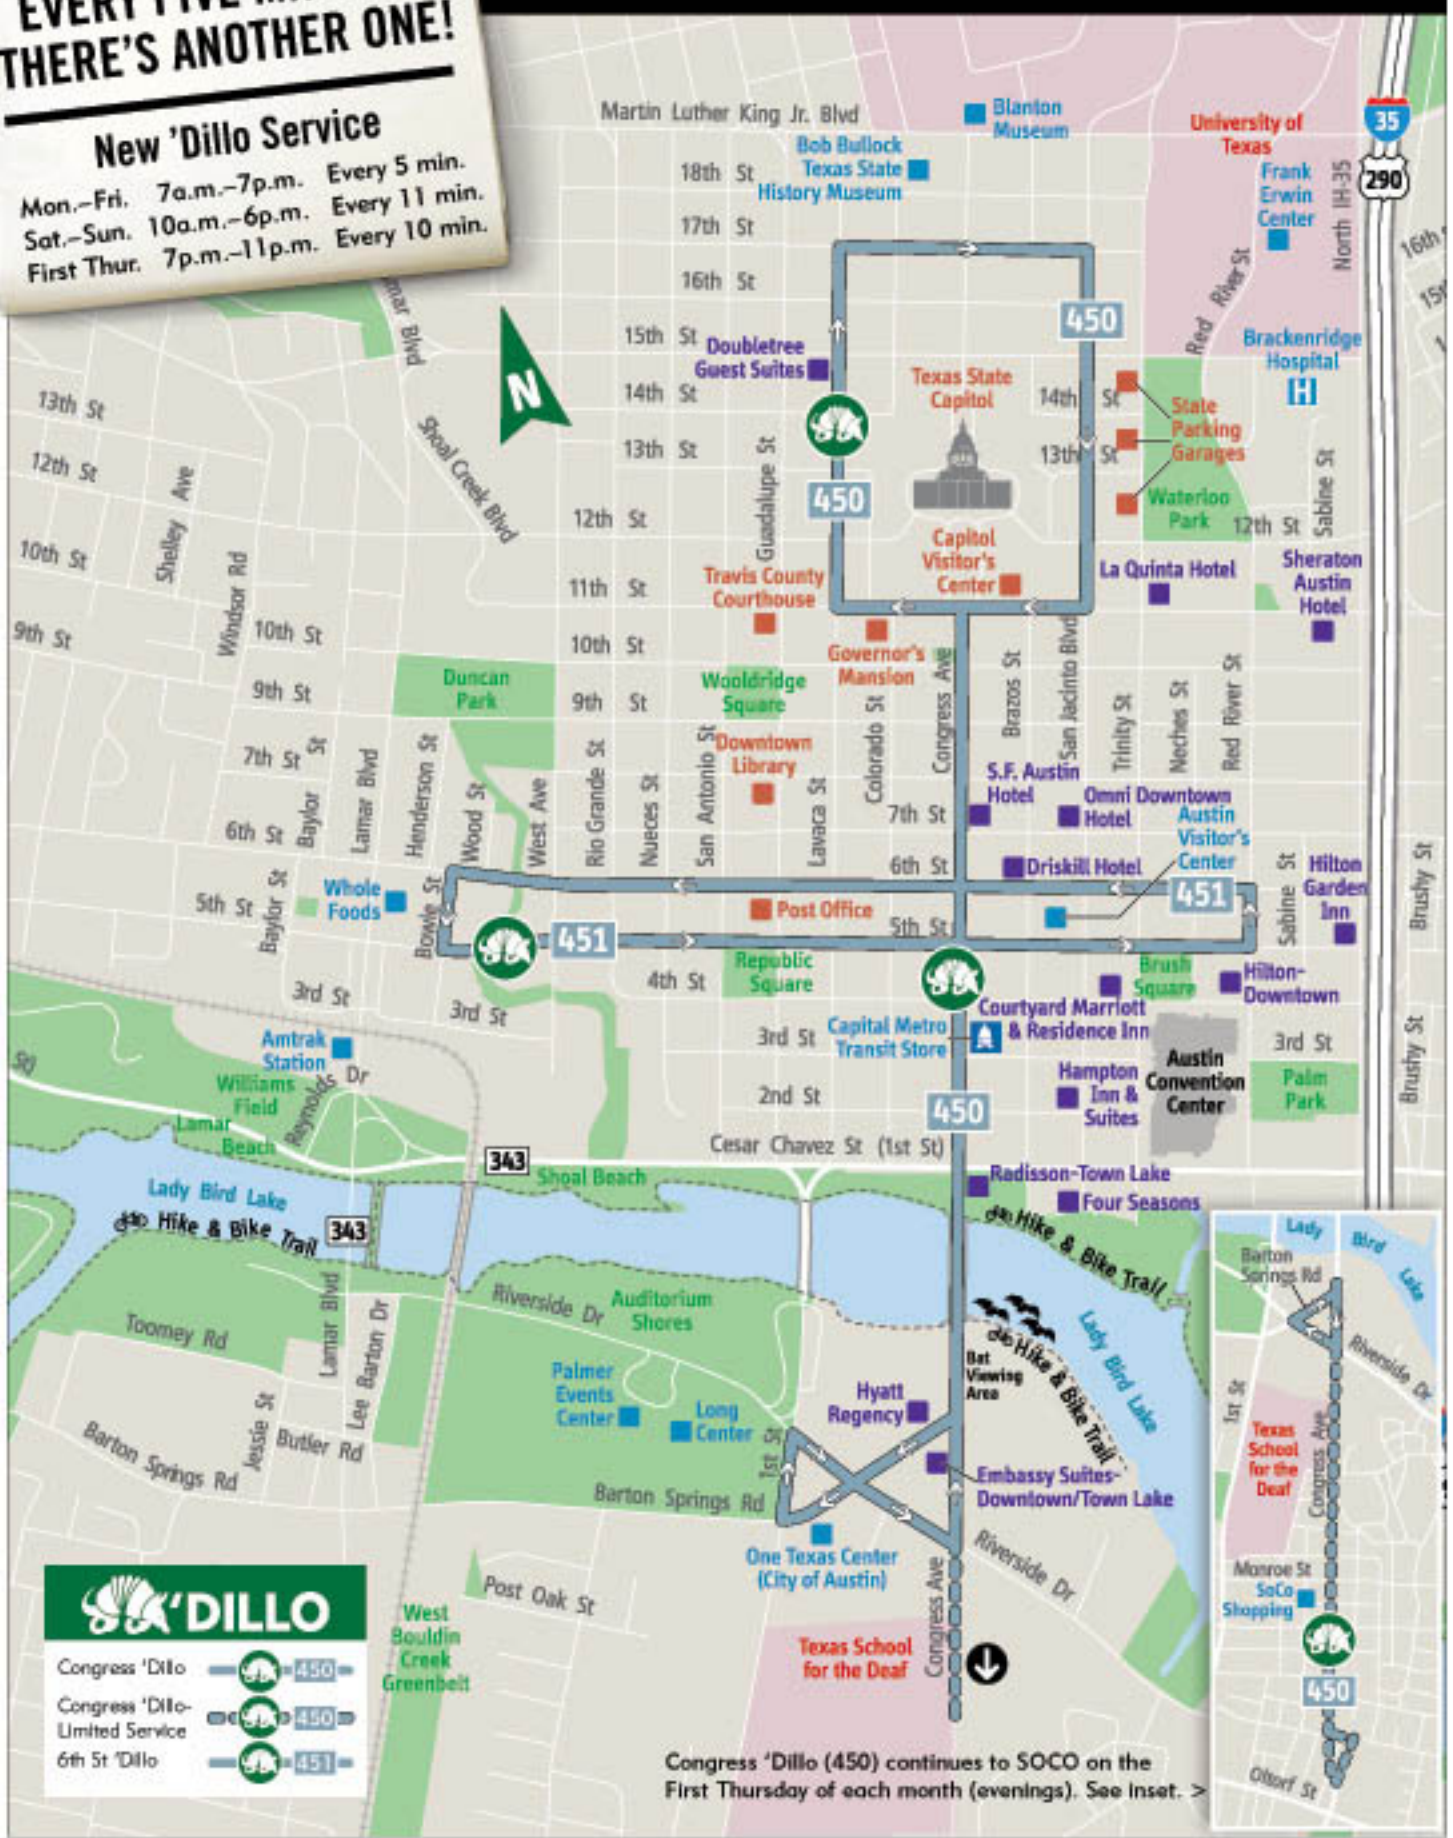 THERE'S ANOTHER ONE!
New 'Dillo Service
Mon.–Fri. 7a.m.–7p.m. Every 5 min.
Sat.–Sun. 10a.m.–6p.m. Every 11 min.
First Thur. 7p.m.–11p.m. Every 10 min.
Martin Luther King Jr. Blvd
Blanton
Museum
University of
Texas
35
290
North IH-35
Bob Bullock
Texas State
History Museum
18th St
Frank
Erwin
Center
17th St
16th St
16th
Red River St
450
15th St
Doubletree
Guest Suites
Brackenridge
Hospital
H
N
14th St
Texas State
Capitol
14th St
State
Parking
Garages
13th St
Shoal Creek Blvd
13th St
13th St
Guadalupe St
450
12th St
Shelley Ave
12th St
Waterloo
Park
12th St
Sabine St
Capitol
Visitor's
Center
10th St
Windsor Rd
11th St
Travis County
Courthouse
La Quinta Hotel
Sheraton
Austin
Hotel
9th St
10th St
10th St
Governor's
Mansion
Duncan
Park
9th St
9th St
Wooldridge
Square
Colorado St
Congress Ave
Brazos St
San Jacinto Blvd
Trinity St
Neches St
Red River St
7th St
Baylor St
Lamar Blvd
Henderson St
Wood St
West Ave
Rio Grande St
Nueces St
San Antonio St
Downtown
Library
Lavaca St
S.F. Austin
Hotel
7th St
Omni Downtown
Hotel
Austin
Visitor's
Center
6th St
6th St
Driskill Hotel
451
Sabine St
Hilton
Garden
Inn
Brushy St
Whole
Foods
5th St
Baylor St
Bowie St
451
Post Office
5th St
4th St
Republic
Square
Brush
Square
Hilton-
Downtown
3rd St
3rd St
3rd St
Capital Metro
Transit Store
Courtyard Marriott
& Residence Inn
Austin
Convention
Center
3rd St
Palm
Park
Brushy St
Amtrak
Station
Williams
Field
Reynolds Dr
Lamar
Beach
2nd St
450
Hampton
Inn &
Suites
Cesar Chavez St (1st St)
343
Shoal Beach
Radisson-Town Lake
Four Seasons
Lady Bird Lake
Hike & Bike Trail
343
Hike & Bike Trail
Lady Bird Lake
Hike & Bike Trail
Bat
Viewing
Area
Riverside Dr
Auditorium
Shores
Toomey Rd
Lamar Blvd
Lee Barton Dr
Jessie St
Butler Rd
Barton Springs Rd
Palmer
Events
Center
Long
Center
Hyatt
Regency
1st St
Barton Springs Rd
Embassy Suites-
Downtown/Town Lake
One Texas Center
(City of Austin)
Riverside Dr
Congress Ave
Post Oak St
West
Bouldin
Creek
Greenbelt
Texas School
for the Deaf
'DILLO
Congress 'Dillo 450
Congress 'Dillo-
Limited Service 450
6th St 'Dillo 451
Congress 'Dillo (450) continues to SOCO on the
First Thursday of each month (evenings). See inset. >
Lady Bird Lake
Barton
Springs Rd
Riverside Dr
1st St
Texas
School
for the
Deaf
Congress Ave
Monroe St
SoCo
Shopping
450
Oltorf St